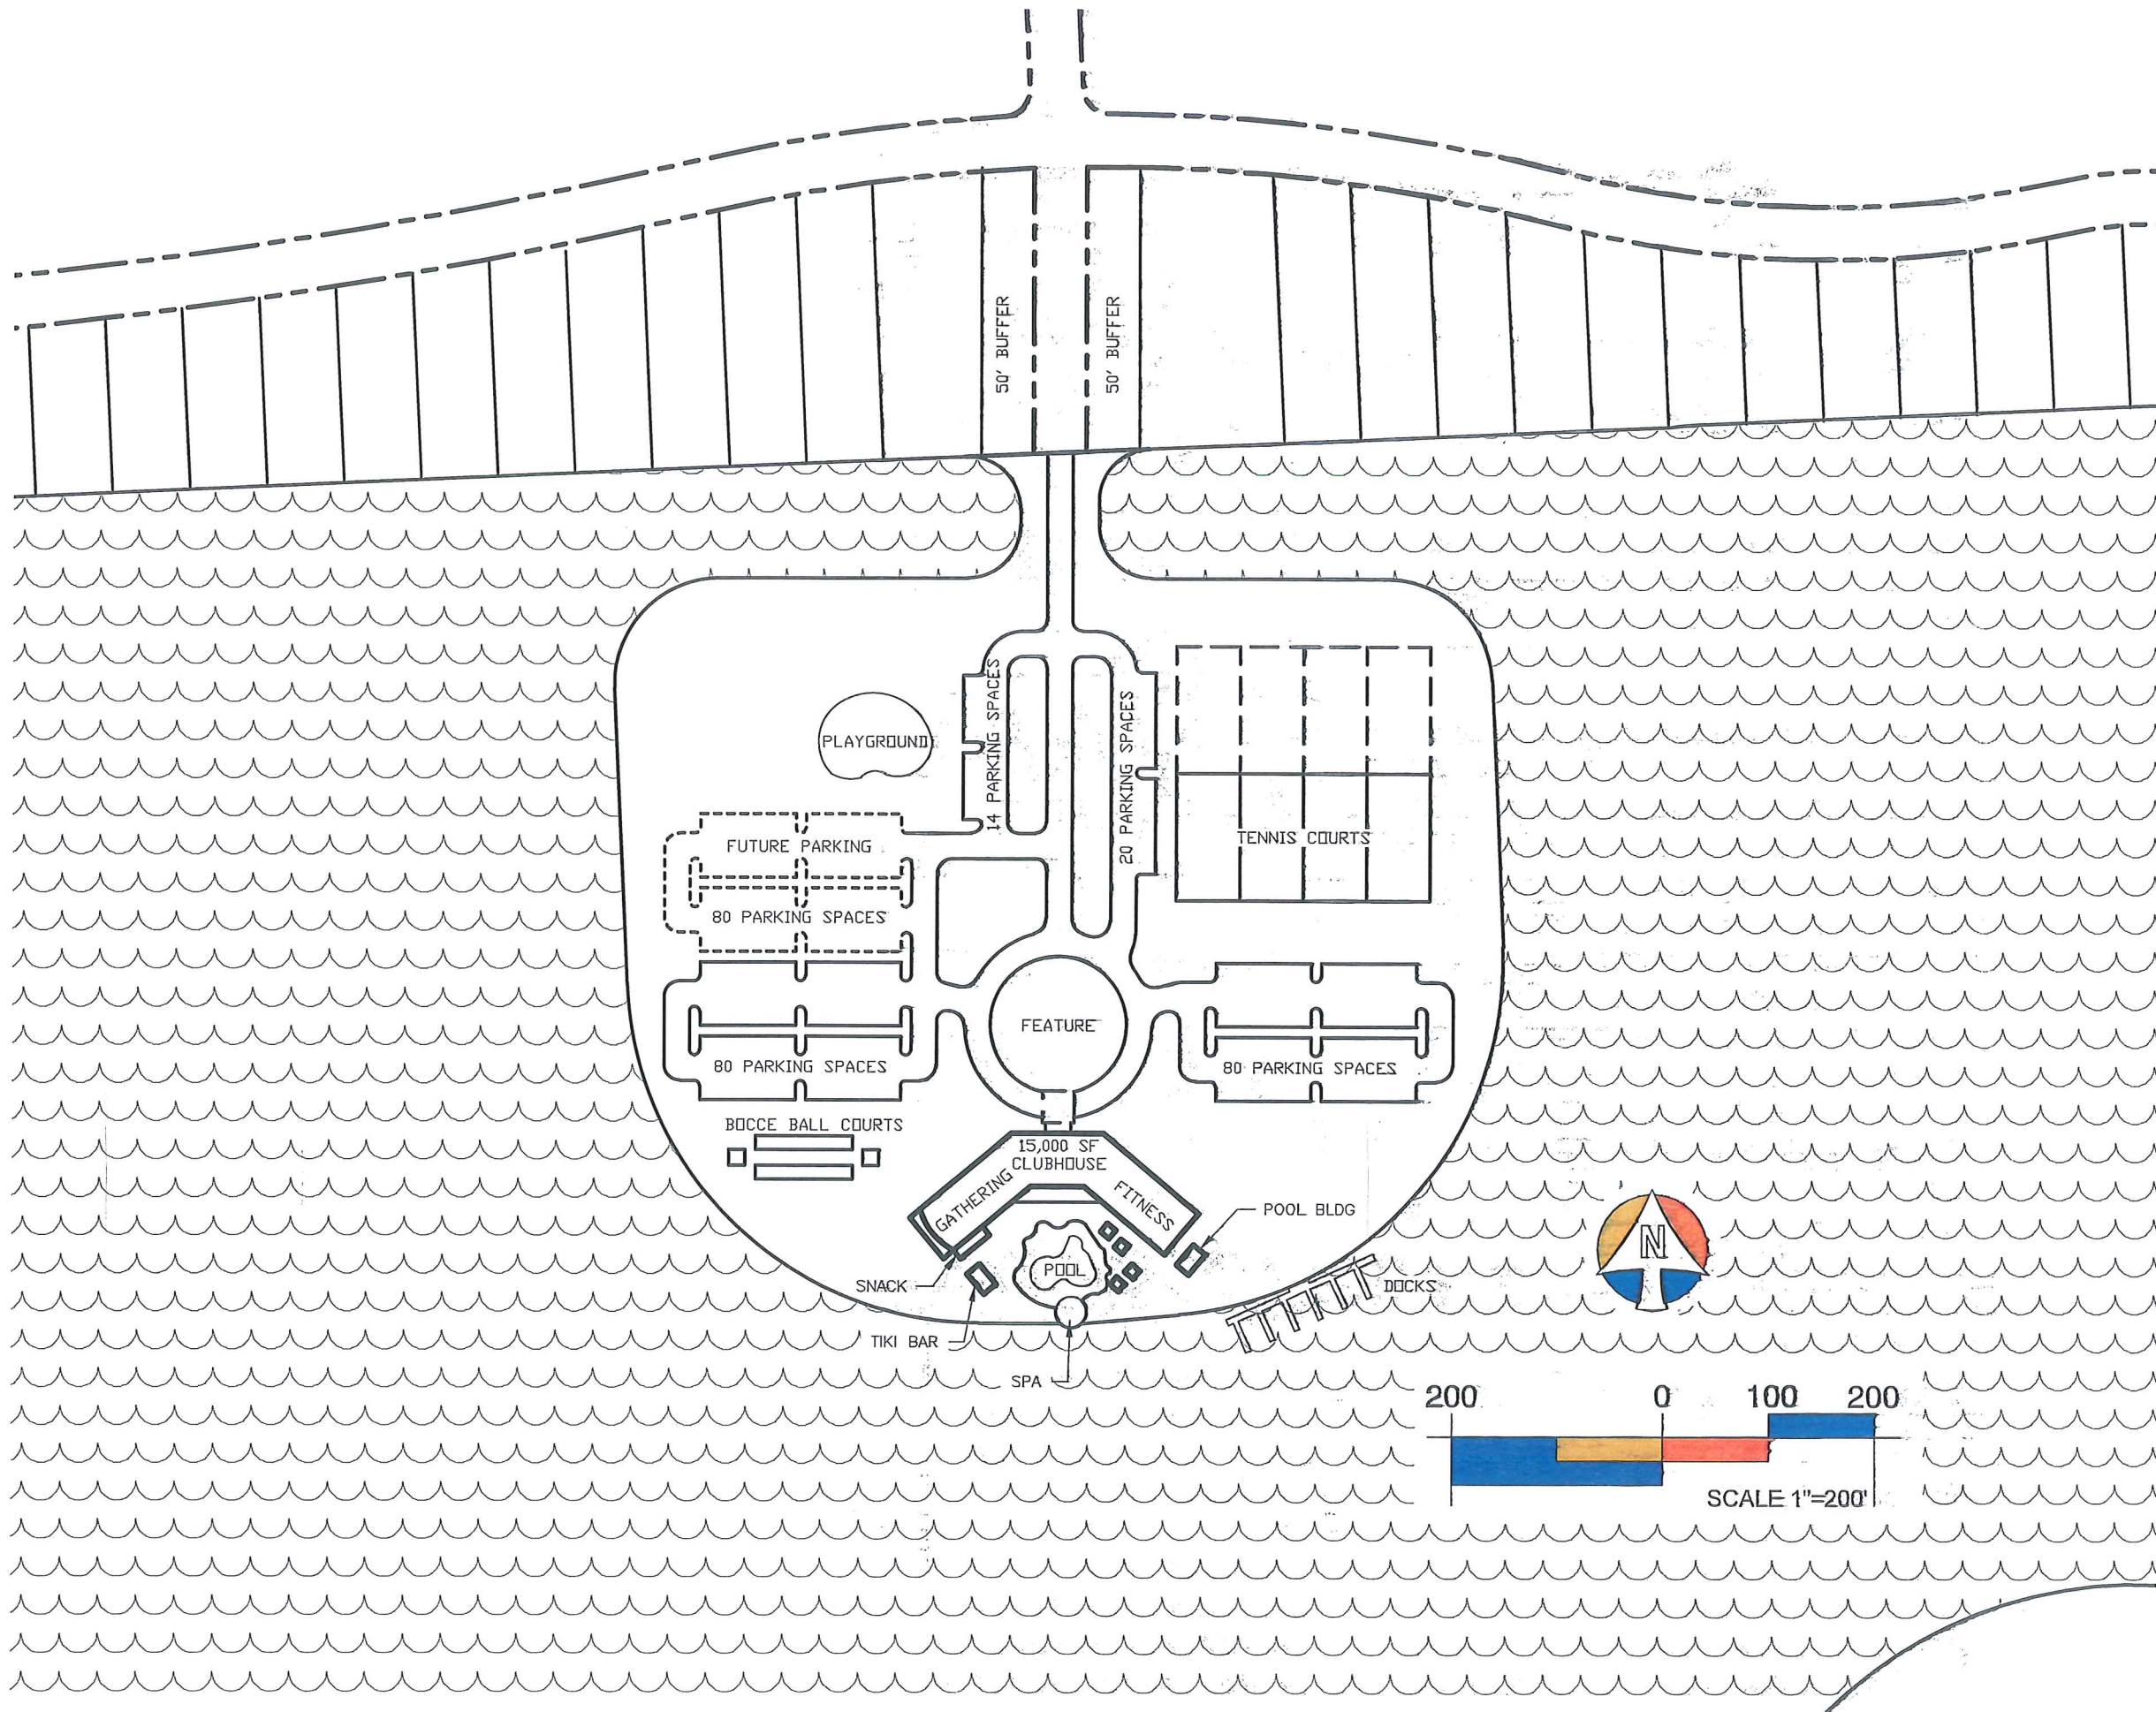 50' BUFFER
50' BUFFER
14 PARKING SPACES
20 PARKING SPACES
PLAYGROUND
TENNIS COURTS
FUTURE PARKING
80 PARKING SPACES
FEATURE
80 PARKING SPACES
80 PARKING SPACES
BOCCE BALL COURTS
15,000 SF
CLUBHOUSE
GATHERING
FITNESS
POOL BLDG
POOL
SNACK
DOCKS
TIKI BAR
SPA
N
200 0 100 200
SCALE 1"=200'